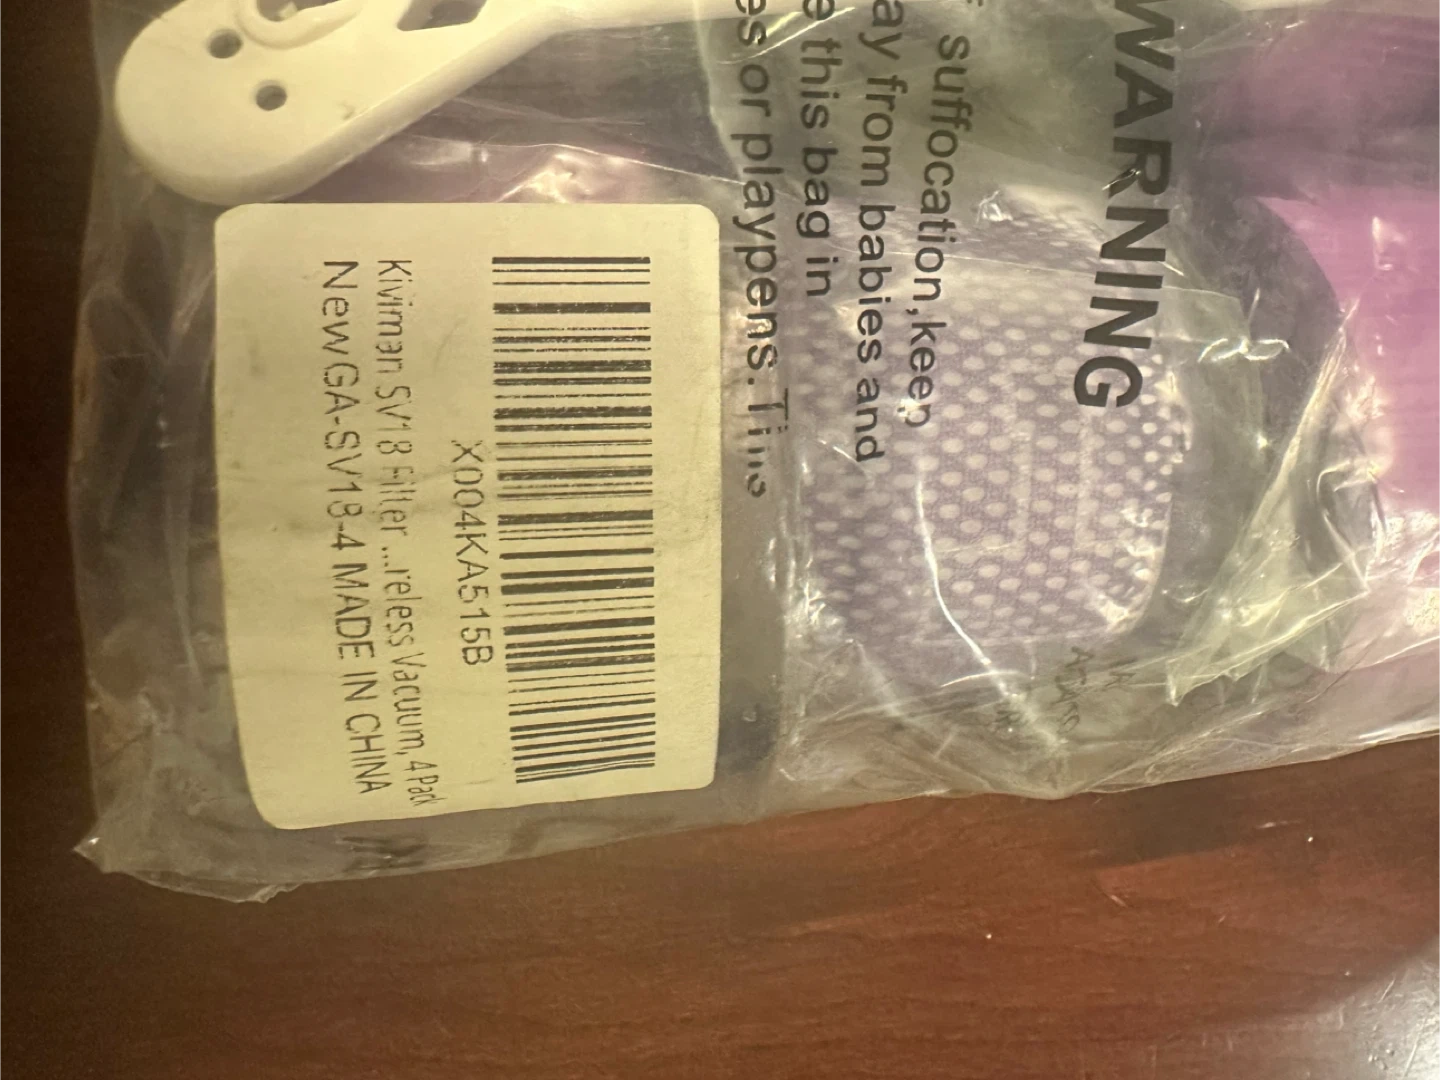 WARNING
suffocation,keep
ay from babies and
e this bag in
es or playpens.
X004KA515B
Kiviman SV18 Filter ...reless Vacuum, 4 Pack
New GA-SV18-4 MADE IN CHINA